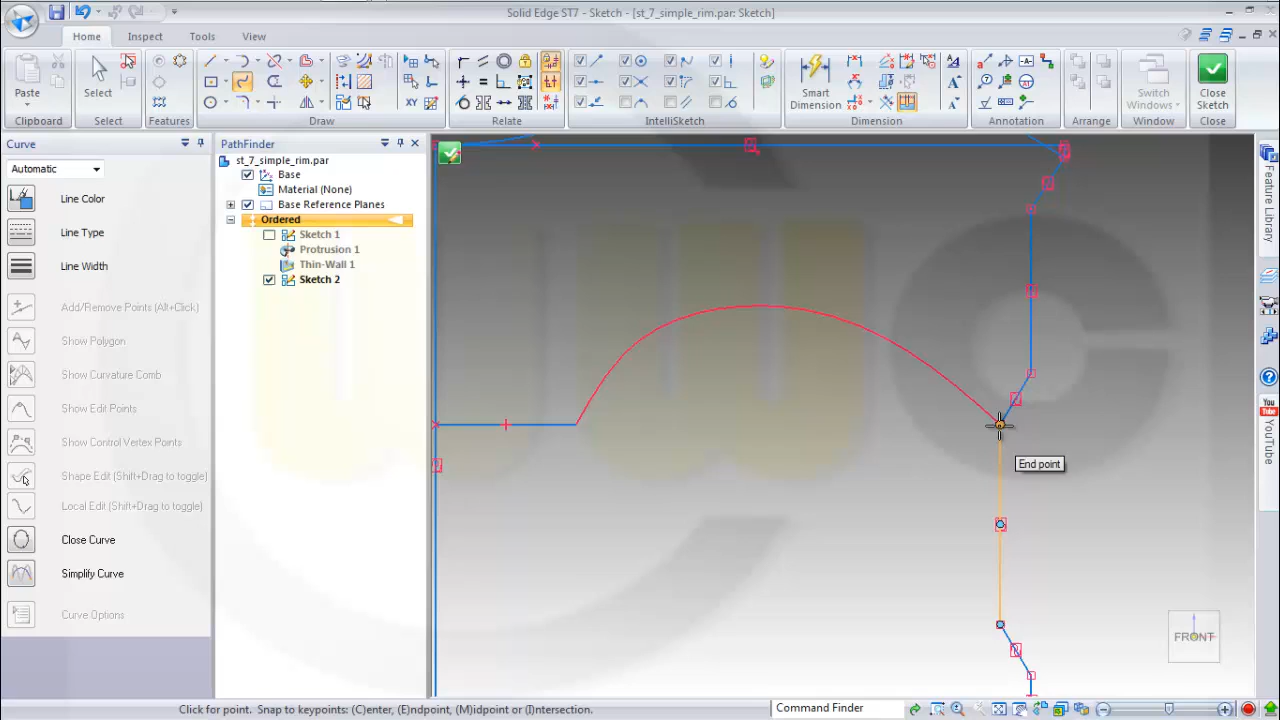 Solid Edge ST7 - Sketch - [st_7_simple_rim.par: Sketch]
Home Inspect Tools View
Paste
Select
Smart Dimension
Switch Windows
Close Sketch
Clipboard Select Features Draw Relate IntelliSketch Dimension Annotation Arrange Window Close
Curve
Automatic
Line Color
Line Type
Line Width
Add/Remove Points (Alt+Click)
Show Polygon
Show Curvature Comb
Show Edit Points
Show Control Vertex Points
Shape Edit (Shift+Drag to toggle)
Local Edit (Shift+Drag to toggle)
Close Curve
Simplify Curve
Curve Options
PathFinder
st_7_simple_rim.par
Base
Material (None)
Base Reference Planes
Ordered
Sketch 1
Protrusion 1
Thin-Wall 1
Sketch 2
End point
FRONT
Feature Library
You Tube
YouTube
Click for point. Snap to keypoints: (C)enter, (E)ndpoint, (M)idpoint or (I)ntersection.
Command Finder